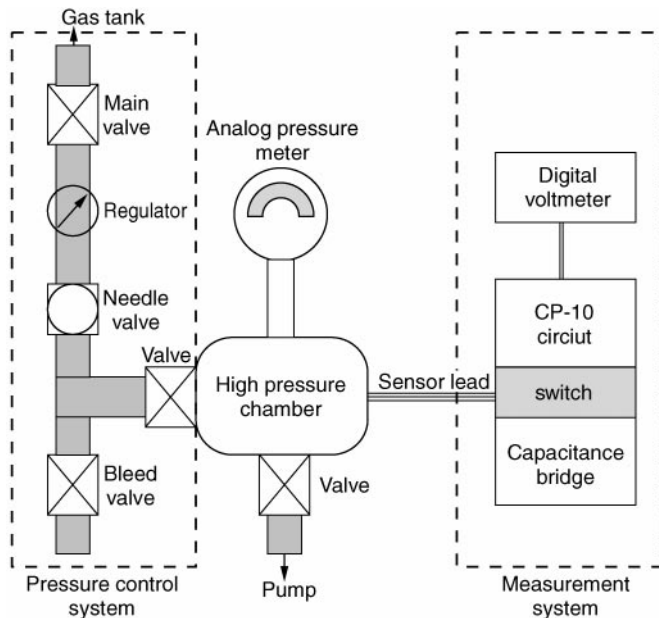 Gas tank
Main
valve
Regulator
Needle
valve
Valve
Bleed
valve
Pressure control
system
Analog pressure
meter
High pressure
chamber
Valve
Pump
Sensor lead
Digital
voltmeter
CP-10
circiut
switch
Capacitance
bridge
Measurement
system